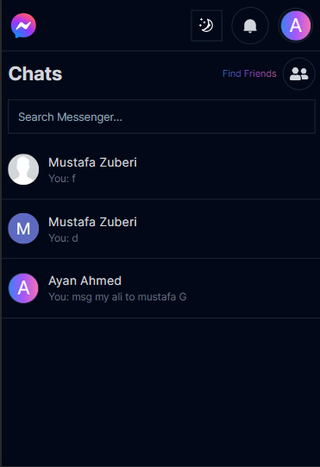 A
Chats
Find Friends
Search Messenger...
Mustafa Zuberi
You: f
M
Mustafa Zuberi
You: d
A
Ayan Ahmed
You: msg my ali to mustafa G